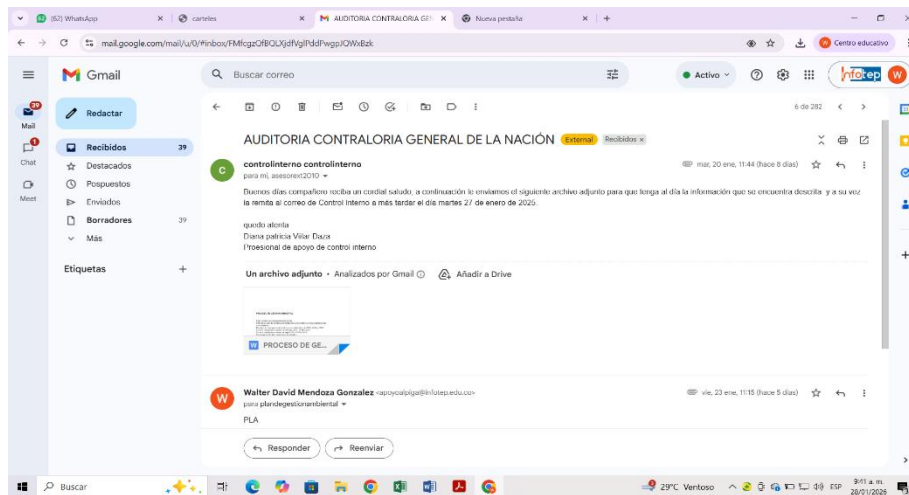 (62) WhatsApp
carteles
AUDITORIA CONTRALORIA GEN
Nueva pestaña
mail.google.com/mail/u/0/#inbox/FMfcgzQfBQLXjdfVglPddPwgpJQWxBzk
Centro educativo
Gmail
Buscar correo
Activo
infotep
W
39
Mail
Redactar
6 de 282
Chat
Meet
Recibidos 39
Destacados
Pospuestos
Enviados
Borradores 39
Más
Etiquetas
AUDITORIA CONTRALORIA GENERAL DE LA NACIÓN External Recibidos x
C
controlinterno controlinterno
mar, 20 ene, 11:44 (hace 8 días)
para mí, asesorext2010
Buenos días compañero reciba un cordial saludo, a continuación le enviamos el siguiente archivo adjunto para que tenga al día la información que se encuentra descrita y a su vez
la remita al correo de Control Interno a más tardar el día martes 27 de enero de 2026.
quedo atenta
Diana patricia Villar Daza
Proesional de apoyo de control interno
Un archivo adjunto • Analizados por Gmail
Añadir a Drive
W PROCESO DE GE...
W
Walter David Mendoza Gonzalez <apoyoalpiga@infotep.edu.co>
vie, 23 ene, 11:15 (hace 5 días)
para plandegestionambiental
PLA
Responder
Reenviar
Buscar
29°C Ventoso
ESP
9:41 a. m.
28/01/2026